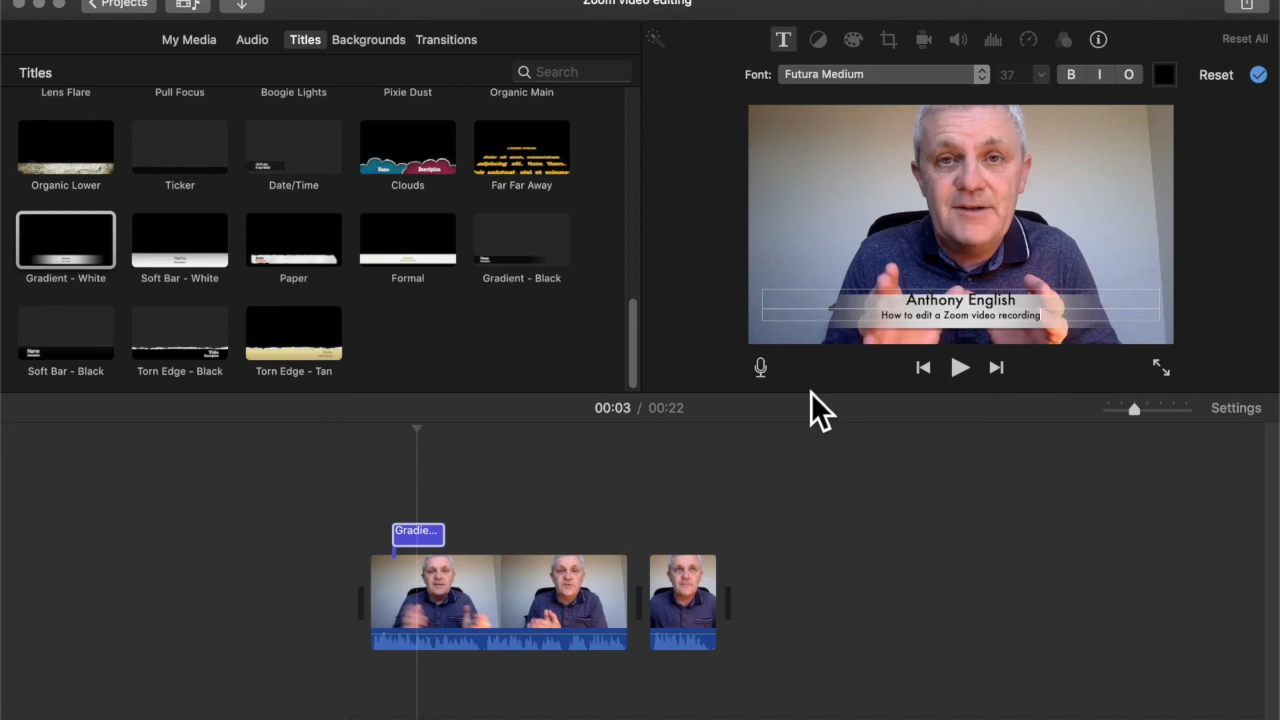 Projects
Zoom video editing
My Media Audio Titles Backgrounds Transitions
Reset All
Titles
Search
Font: Futura Medium 37 B I O Reset
Lens Flare Pull Focus Boogie Lights Pixie Dust Organic Main
Organic Lower Ticker Date/Time Clouds Far Far Away
Name Description
Gradient - White Soft Bar - White Paper Formal Gradient - Black
Soft Bar - Black Torn Edge - Black Torn Edge - Tan
Anthony English
How to edit a Zoom video recording
00:03 / 00:22
Settings
Gradie...